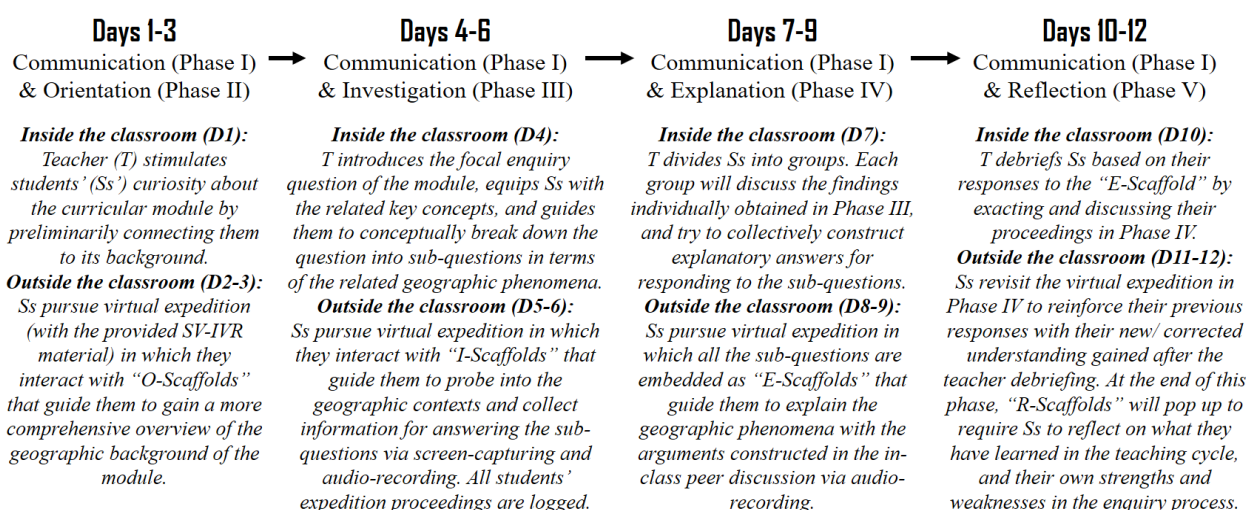 Days 1-3
Communication (Phase I)
& Orientation (Phase II)
Inside the classroom (D1):
Teacher (T) stimulates
students' (Ss') curiosity about
the curricular module by
preliminarily connecting them
to its background.
Outside the classroom (D2-3):
Ss pursue virtual expedition
(with the provided SV-IVR
material) in which they
interact with “O-Scaffolds”
that guide them to gain a more
comprehensive overview of the
geographic background of the
module.
Days 4-6
Communication (Phase I)
& Investigation (Phase III)
Inside the classroom (D4):
T introduces the focal enquiry
question of the module, equips Ss with
the related key concepts, and guides
them to conceptually break down the
question into sub-questions in terms
of the related geographic phenomena.
Outside the classroom (D5-6):
Ss pursue virtual expedition in which
they interact with “I-Scaffolds” that
guide them to probe into the
geographic contexts and collect
information for answering the sub-
questions via screen-capturing and
audio-recording. All students’
expedition proceedings are logged.
Days 7-9
Communication (Phase I)
& Explanation (Phase IV)
Inside the classroom (D7):
T divides Ss into groups. Each
group will discuss the findings
individually obtained in Phase III,
and try to collectively construct
explanatory answers for
responding to the sub-questions.
Outside the classroom (D8-9):
Ss pursue virtual expedition in
which all the sub-questions are
embedded as “E-Scaffolds” that
guide them to explain the
geographic phenomena with the
arguments constructed in the in-
class peer discussion via audio-
recording.
Days 10-12
Communication (Phase I)
& Reflection (Phase V)
Inside the classroom (D10):
T debriefs Ss based on their
responses to the “E-Scaffold” by
exacting and discussing their
proceedings in Phase IV.
Outside the classroom (D11-12):
Ss revisit the virtual expedition in
Phase IV to reinforce their previous
responses with their new/ corrected
understanding gained after the
teacher debriefing. At the end of this
phase, “R-Scaffolds” will pop up to
require Ss to reflect on what they
have learned in the teaching cycle,
and their own strengths and
weaknesses in the enquiry process.